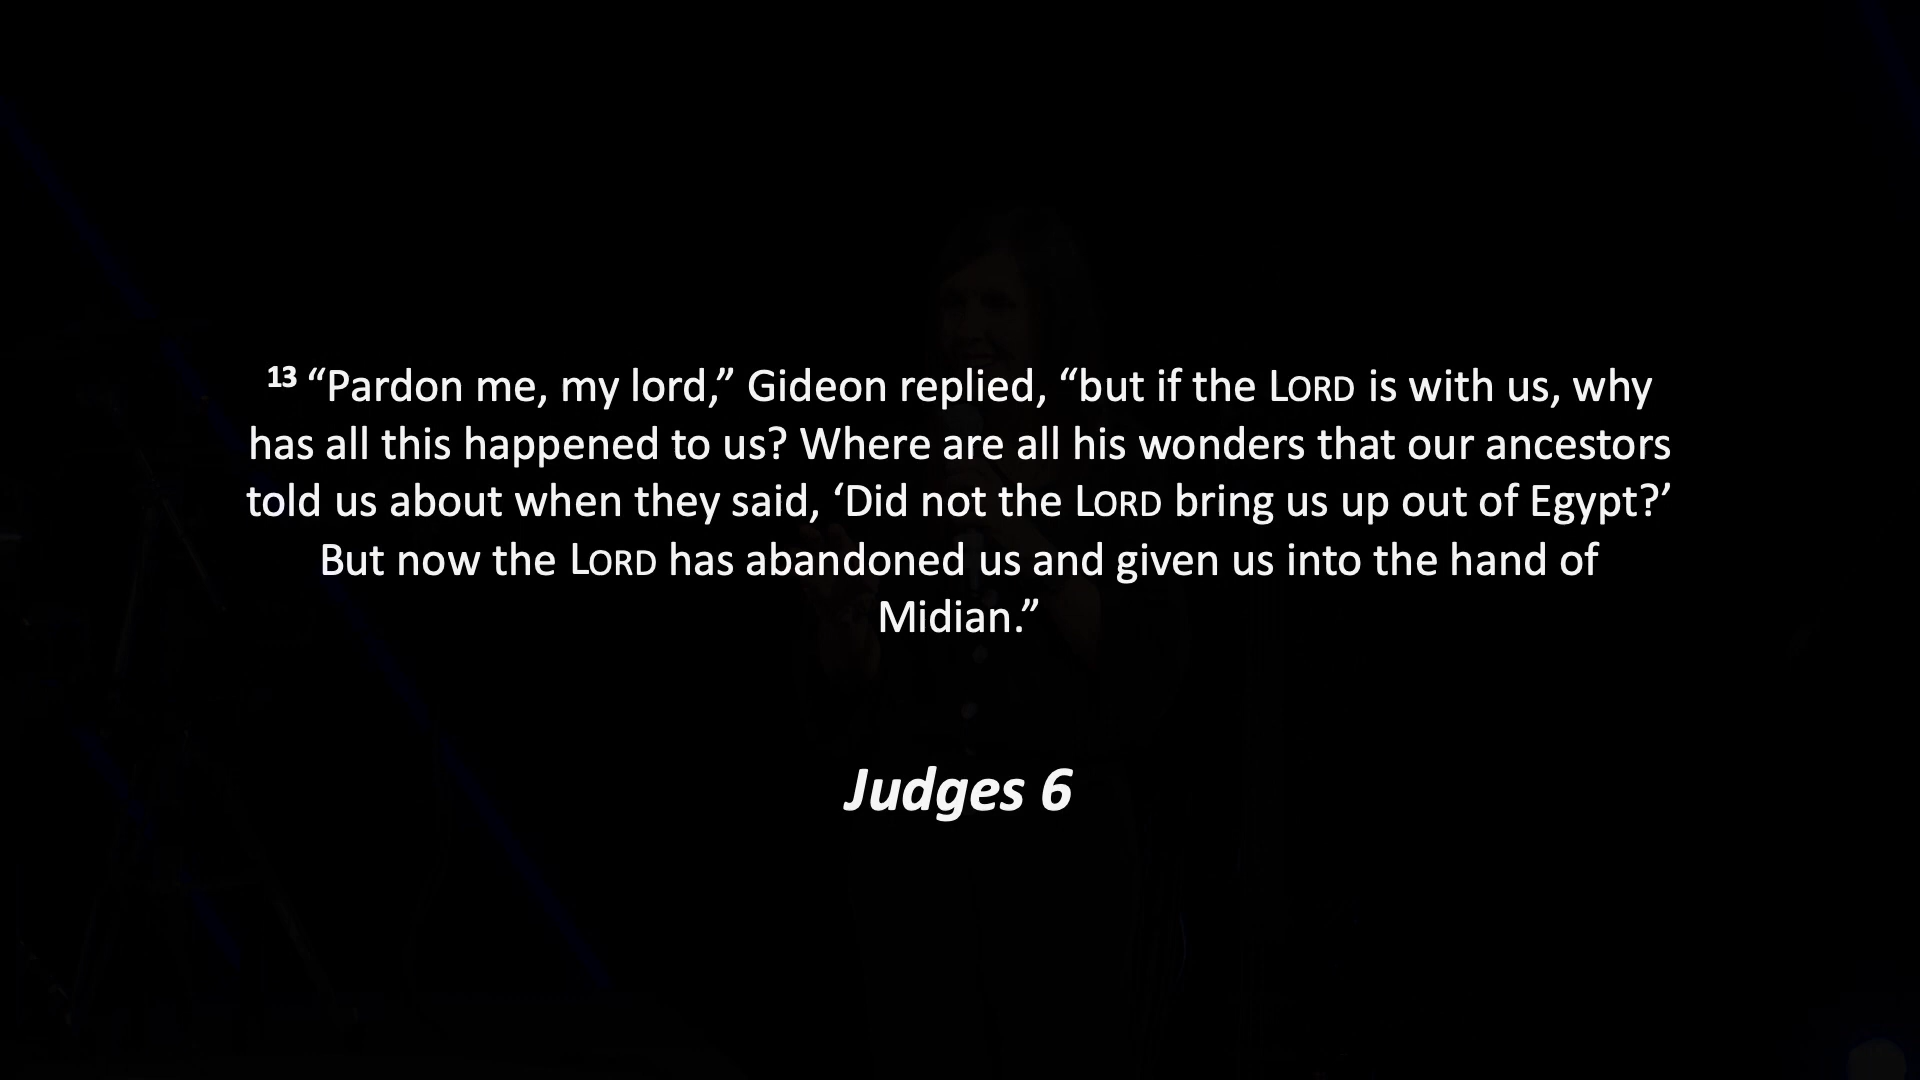 13 “Pardon me, my lord,” Gideon replied, “but if the LORD is with us, why
has all this happened to us? Where are all his wonders that our ancestors
told us about when they said, ‘Did not the LORD bring us up out of Egypt?’
But now the LORD has abandoned us and given us into the hand of
Midian.”
Judges 6